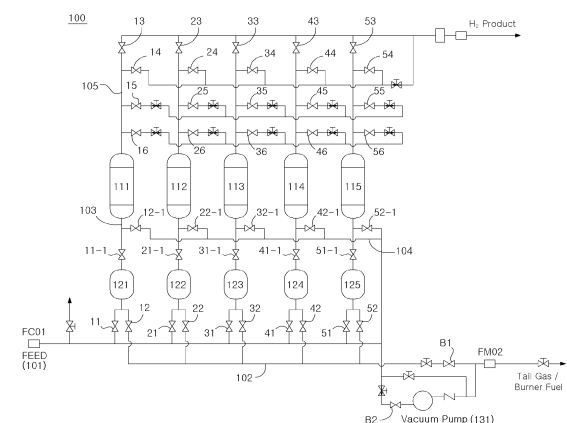 100
13 23 33 43 53
H₂ Product
14 24 34 44 54
105
15 25 35 45 55
16 26 36 46 56
111 112 113 114 115
103 12-1 22-1 32-1 42-1 52-1
104
11-1 21-1 31-1 41-1 51-1
121 122 123 124 125
12 22 32 42 52
11 21 31 41 51
FC01
FEED
(101)
B1
FM02
102
Tail Gas /
Burner Fuel
B2
Vacuum Pump (131)